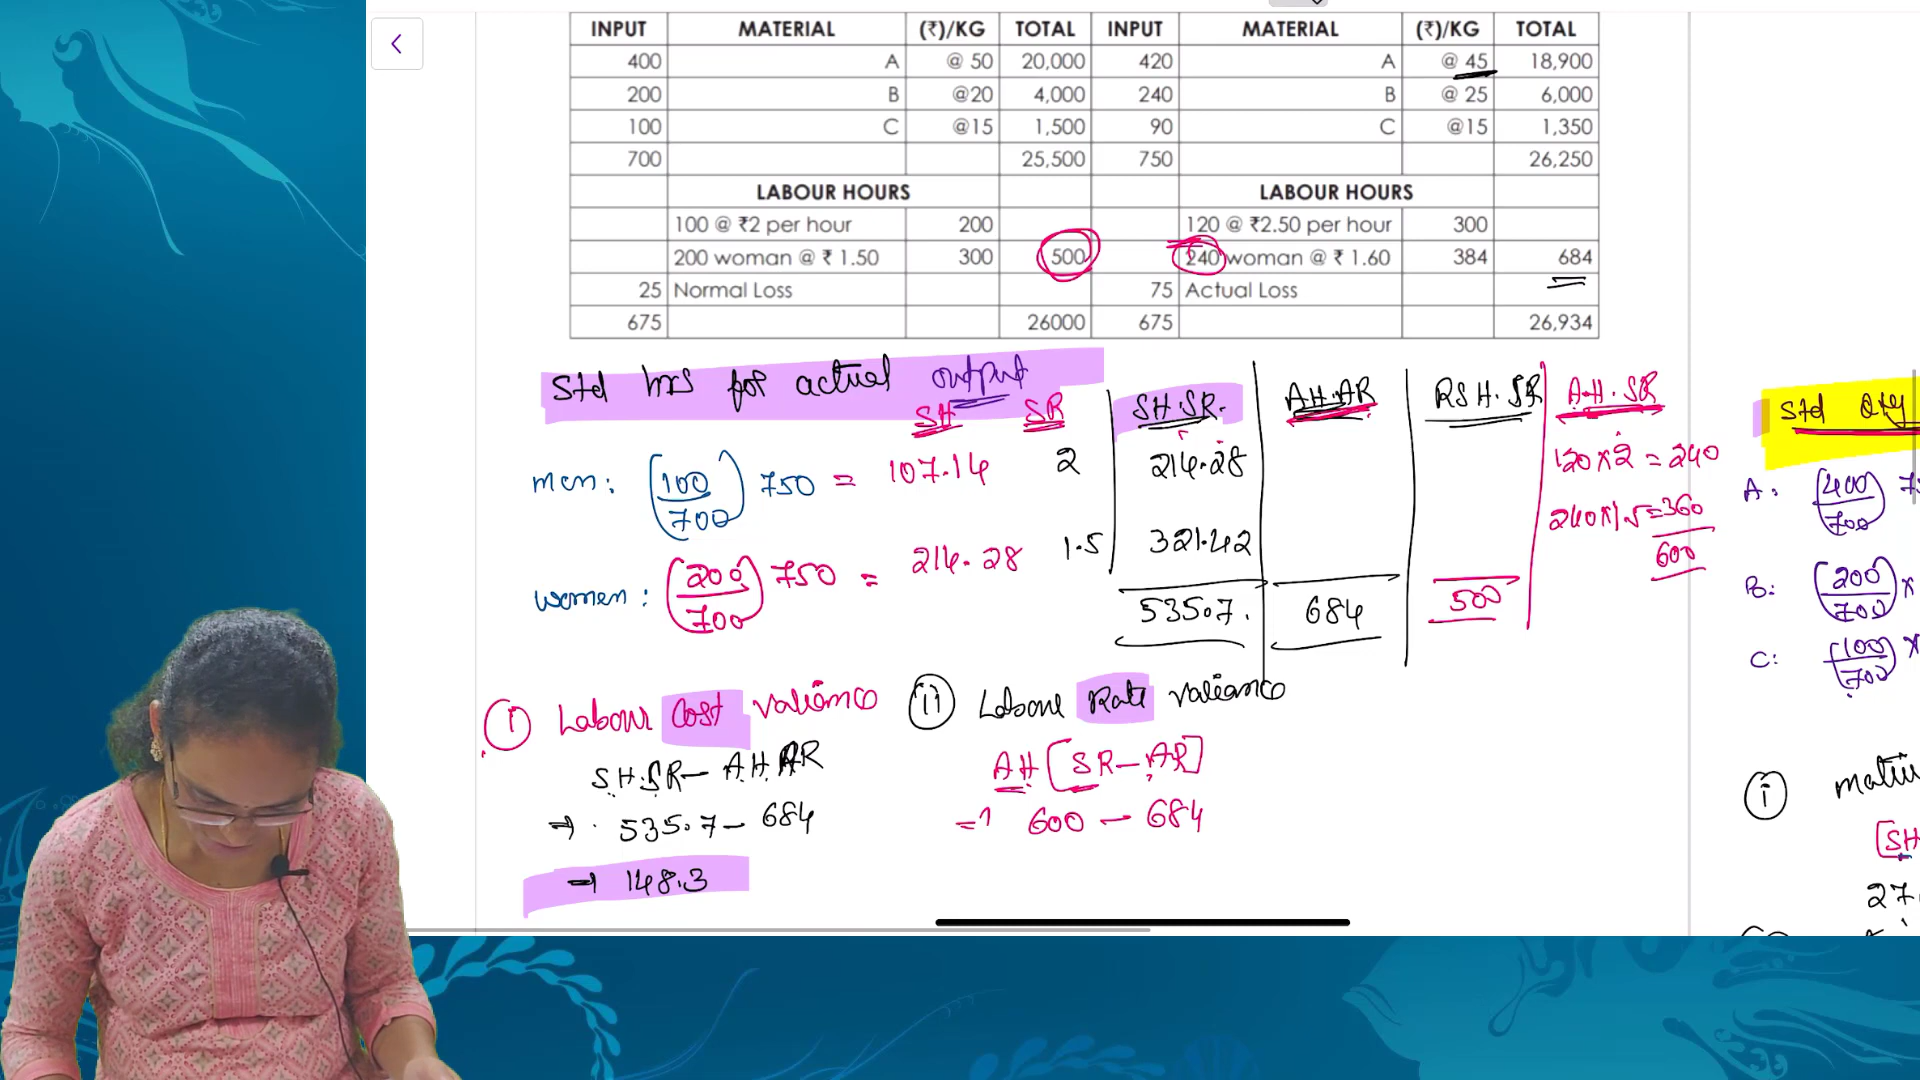 INPUT MATERIAL (₹)/KG TOTAL INPUT MATERIAL (₹)/KG TOTAL
400 A @ 50 20,000 420 A @ 45 18,900
200 B @20 4,000 240 B @ 25 6,000
100 C @15 1,500 90 C @15 1,350
700 25,500 750 26,250
LABOUR HOURS LABOUR HOURS
100 @ ₹2 per hour 200 120 @ ₹2.50 per hour 300
200 woman @ ₹ 1.50 300 500 240 woman @ ₹ 1.60 384 684
25 Normal Loss 75 Actual Loss
675 26000 675 26,934
Std hrs for actual output
SH SR SH.SR. AH.AR RSH.SR A.H.SR
Std Qty
men: (100/700) 750 = 107.14 2 214.28 120×2 = 240
women: (200/700) 750 = 214.28 1.5 321.42 240×1.5=360
600
535.7. 684 500
A: (400/700)
B: (200/700) ×
C: (100/700) ×
(i) Labour Cost variance
SH.SR - AH.AR
⇒ 535.7 - 684
⇒ 148.3
(ii) Labour Rate variance
AH [SR - AR]
⇒ 600 - 684
(i)
[SH
27